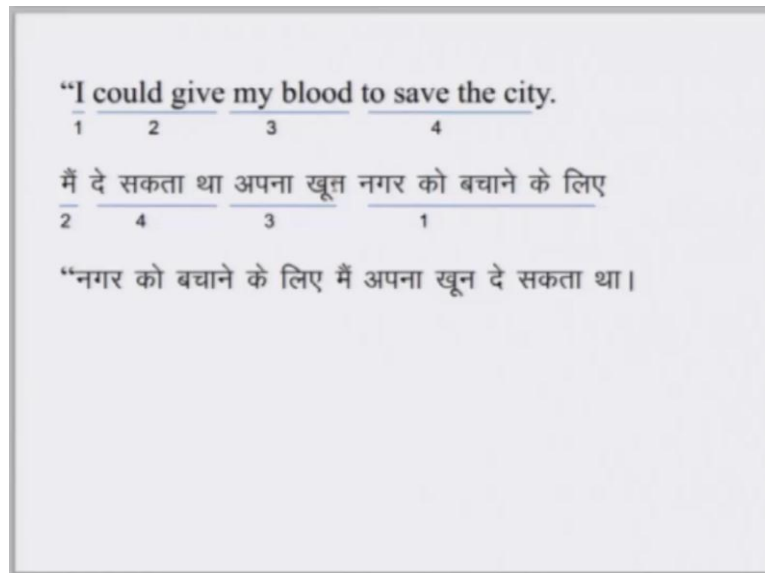 “I could give my blood to save the city.
1 2 3 4
मैं दे सकता था अपना खून नगर को बचाने के लिए
2 4 3 1
“नगर को बचाने के लिए मैं अपना खून दे सकता था।